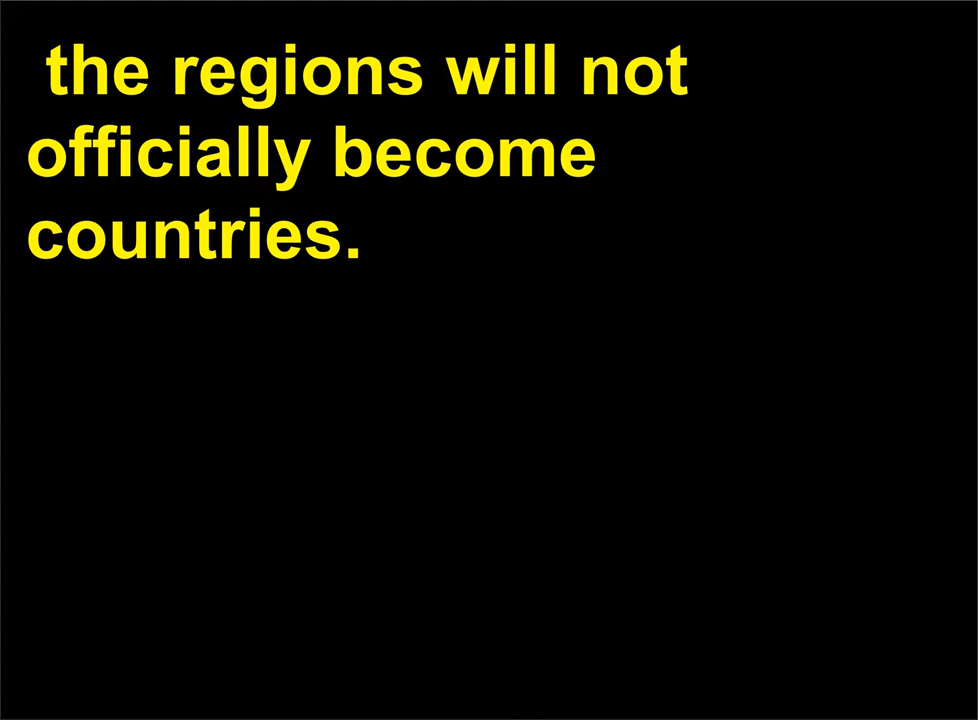 the regions will not
officially become
countries.